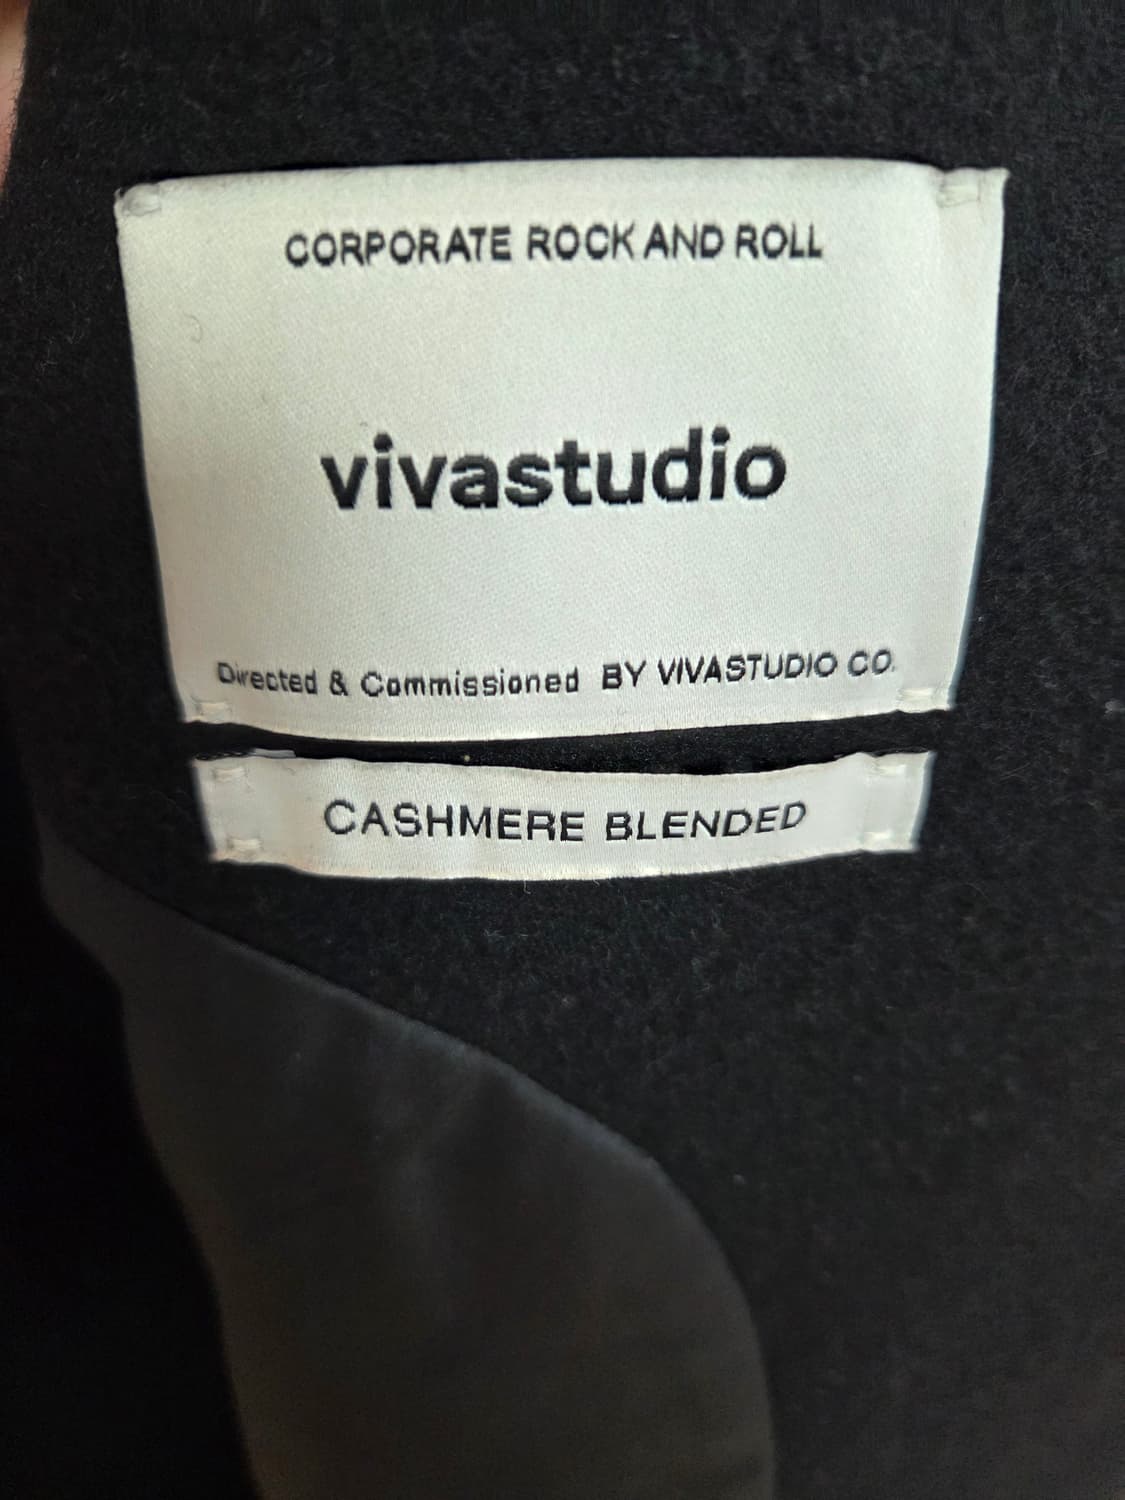 CORPORATE ROCK AND ROLL
vivastudio
Directed & Commissioned BY VIVASTUDIO CO.
CASHMERE BLENDED